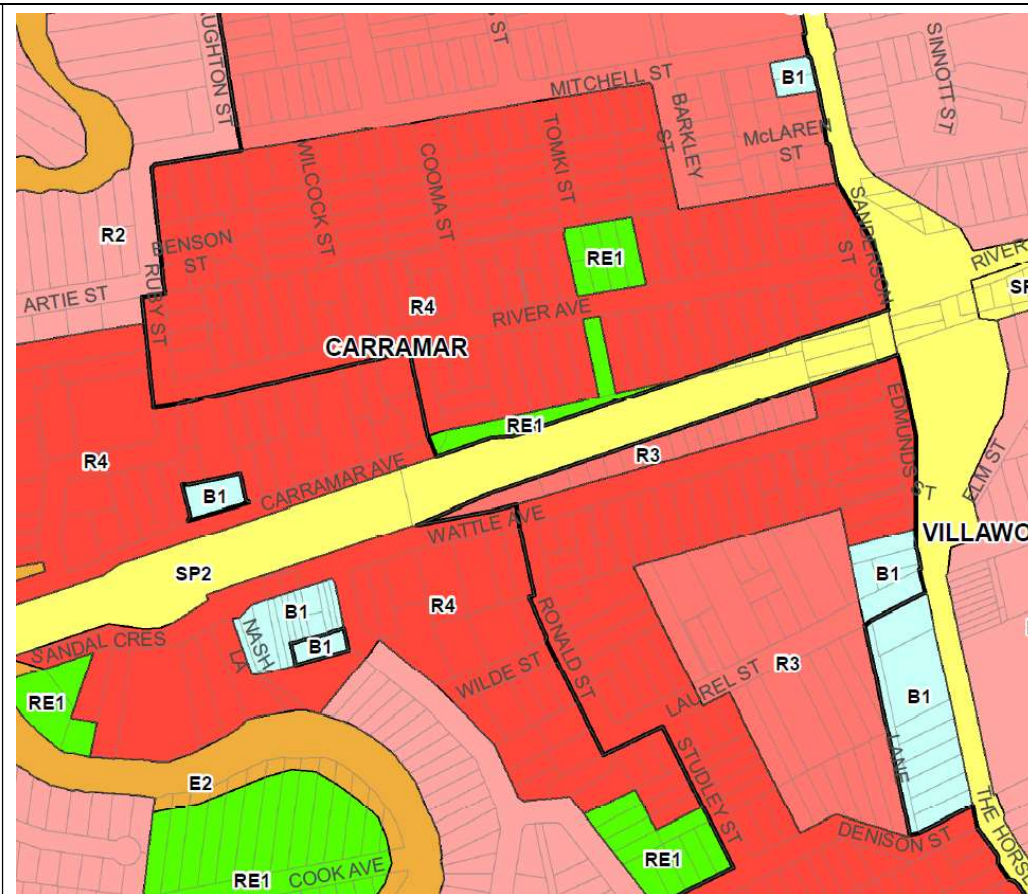 AUGHTON ST
ST
MITCHELL ST
B1
SINNOTT ST
BARKLEY
ST
McLAREN
ST
WILCOCK ST
COOMA ST
TOMKI ST
R2
BENSON
ST
RUBY ST
ARTIE ST
RE1
SANDERSON
ST
RIVER
SP
R4
RIVER AVE
CARRAMAR
RE1
R3
EDMUNDS ST
ELM ST
R4
B1
CARRAMAR AVE
WATTLE AVE
VILLAWO
SP2
B1
R4
B1
NASH
LA
B1
SANDAL CRES
RONALD ST
WILDE ST
LAUREL ST
R3
B1
RE1
LANE
STUDLEY ST
E2
DENISON ST
THE HORSE
RE1
COOK AVE
RE1